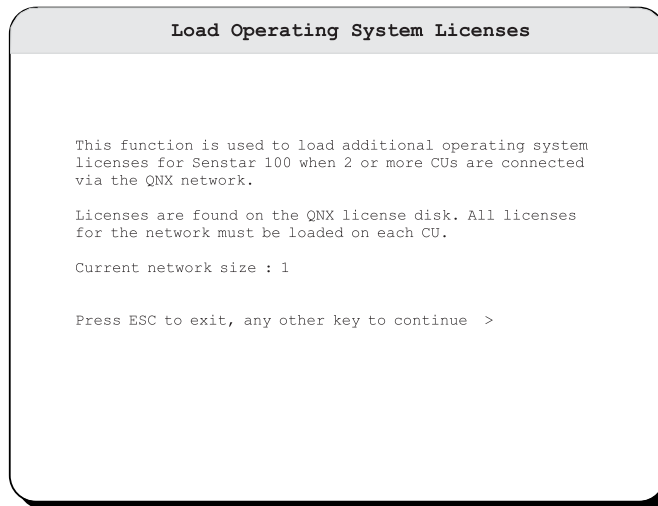 Load Operating System Licenses
This function is used to load additional operating system
licenses for Senstar 100 when 2 or more CUs are connected
via the QNX network.
Licenses are found on the QNX license disk. All licenses
for the network must be loaded on each CU.
Current network size : 1
Press ESC to exit, any other key to continue  >